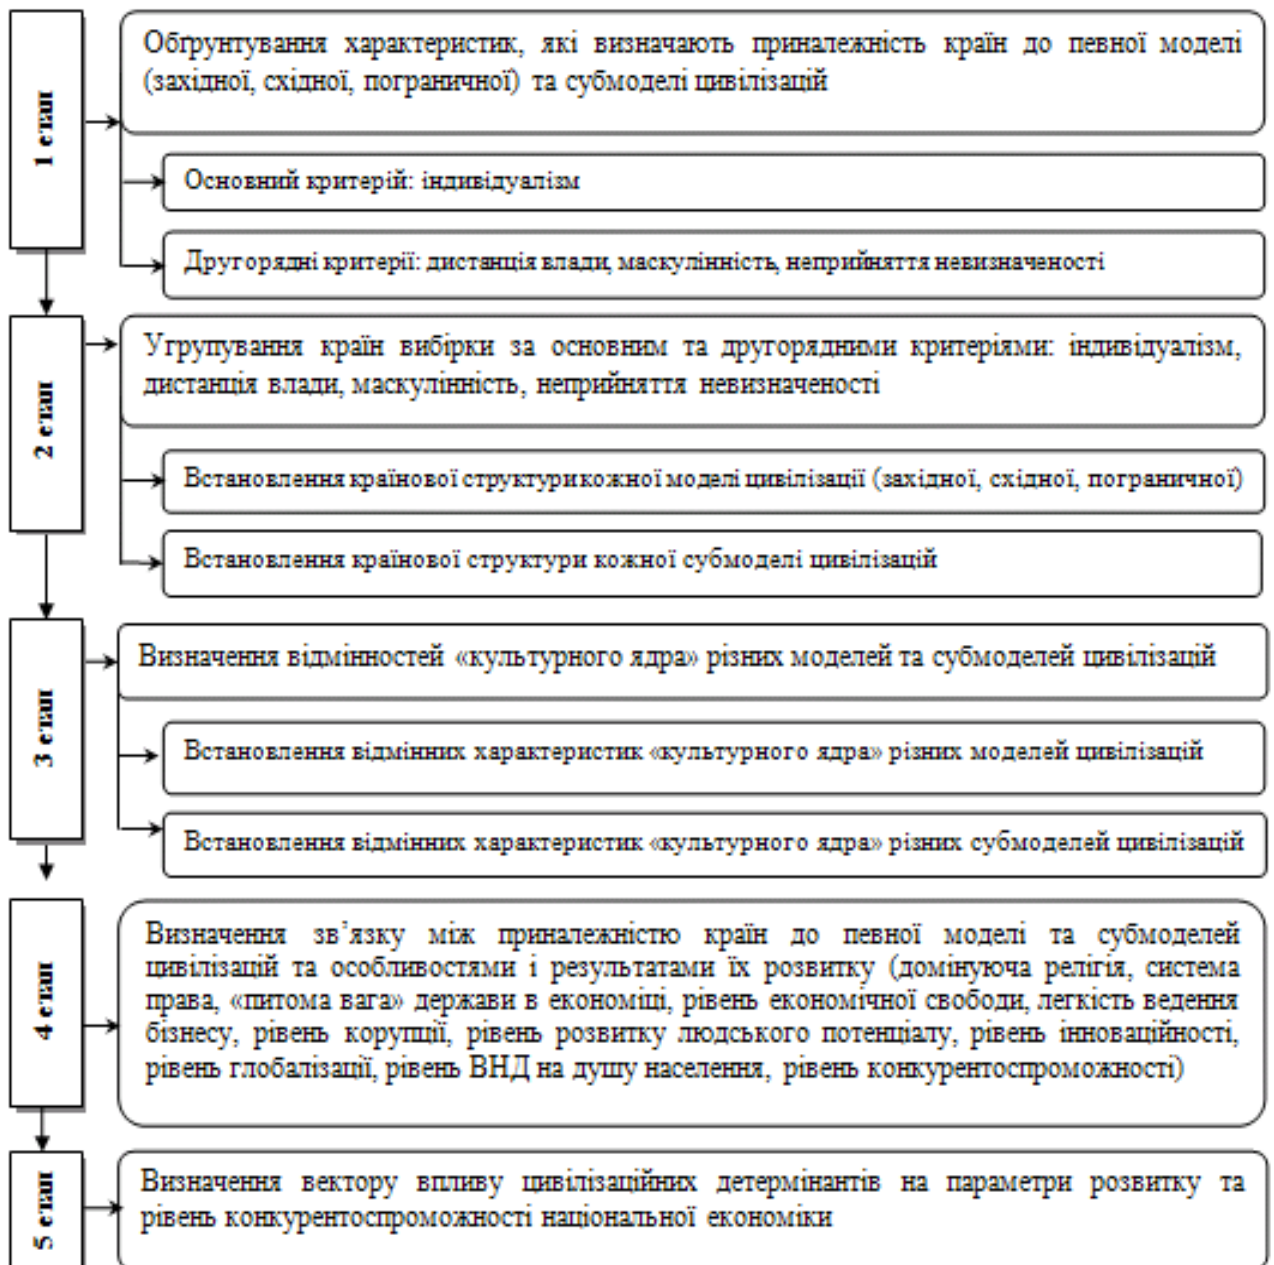 1 етап
Обґрунтування характеристик, які визначають приналежність країн до певної моделі
(західної, східної, пограничної) та субмоделі цивілізацій
Основний критерій: індивідуалізм
Другорядні критерії: дистанція влади, маскулінність, неприйняття невизначеності
2 етап
Угрупування країн вибірки за основним та другорядними критеріями: індивідуалізм,
дистанція влади, маскулінність, неприйняття невизначеності
Встановлення країнової структури кожної моделі цивілізації (західної, східної, пограничної)
Встановлення країнової структури кожної субмоделі цивілізацій
3 етап
Визначення відмінностей «культурного ядра» різних моделей та субмоделей цивілізацій
Встановлення відмінних характеристик «культурного ядра» різних моделей цивілізацій
Встановлення відмінних характеристик «культурного ядра» різних субмоделей цивілізацій
4 етап
Визначення зв’язку між приналежністю країн до певної моделі та субмоделей
цивілізацій та особливостями і результатами їх розвитку (домінуюча релігія, система
права, «питома вага» держави в економіці, рівень економічної свободи, легкість ведення
бізнесу, рівень корупції, рівень розвитку людського потенціалу, рівень інноваційності,
рівень глобалізації, рівень ВНД на душу населення, рівень конкурентоспроможності)
5 етап
Визначення вектору впливу цивілізаційних детермінантів на параметри розвитку та
рівень конкурентоспроможності національної економіки